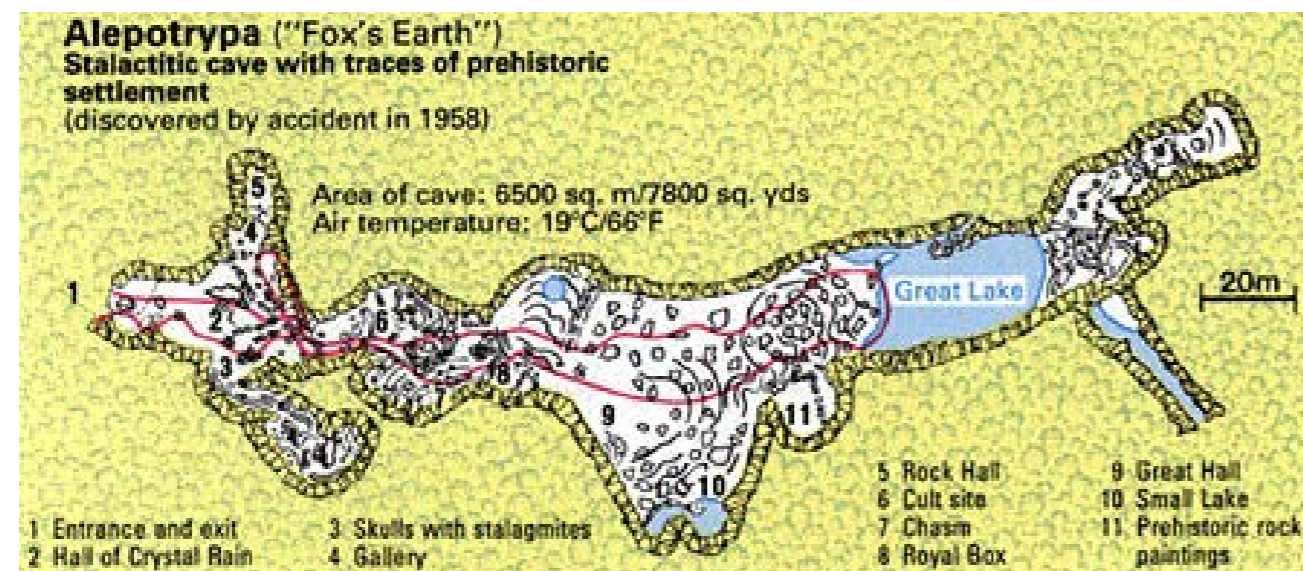 Alepotrypa ("Fox's Earth")
Stalactitic cave with traces of prehistoric
settlement
(discovered by accident in 1958)
5
Area of cave: 6500 sq. m/7800 sq. yds
Air temperature: 19°C/66°F
4
1
2
3
6
8
9
10
11
Great Lake
20m
1 Entrance and exit
2 Hall of Crystal Rain
3 Skulls with stalagmites
4 Gallery
5 Rock Hall
6 Cult site
7 Chasm
8 Royal Box
9 Great Hall
10 Small Lake
11 Prehistoric rock
paintings